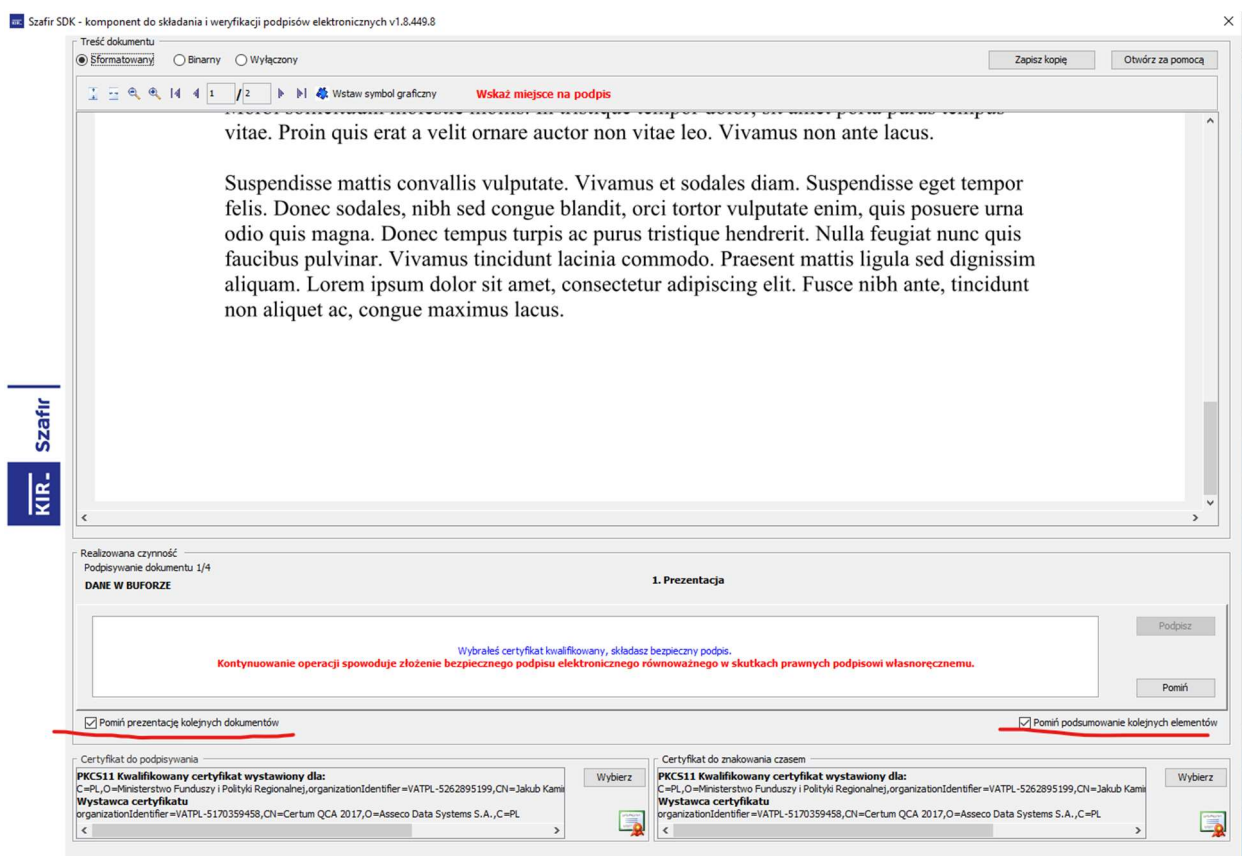 Szafir SDK - komponent do składania i weryfikacji podpisów elektronicznych v1.8.449.8
Treść dokumentu
Sformatowany Binarny Wyłączony Zapisz kopię Otwórz za pomocą
1 / 2 Wstaw symbol graficzny Wskaż miejsce na podpis
vitae. Proin quis erat a velit ornare auctor non vitae leo. Vivamus non ante lacus.
Suspendisse mattis convallis vulputate. Vivamus et sodales diam. Suspendisse eget tempor
felis. Donec sodales, nibh sed congue blandit, orci tortor vulputate enim, quis posuere urna
odio quis magna. Donec tempus turpis ac purus tristique hendrerit. Nulla feugiat nunc quis
faucibus pulvinar. Vivamus tincidunt lacinia commodo. Praesent mattis ligula sed dignissim
aliquam. Lorem ipsum dolor sit amet, consectetur adipiscing elit. Fusce nibh ante, tincidunt
non aliquet ac, congue maximus lacus.
KIR. Szafir
Realizowana czynność
Podpisywanie dokumentu 1/4
DANE W BUFORZE
1. Prezentacja
Wybrałeś certyfikat kwalifikowany, składasz bezpieczny podpis.
Kontynuowanie operacji spowoduje złożenie bezpiecznego podpisu elektronicznego równoważnego w skutkach prawnych podpisowi własnoręcznemu.
Podpisz
Pomiń
Pomiń prezentację kolejnych dokumentów
Pomiń podsumowanie kolejnych elementów
Certyfikat do podpisywania
PKCS11 Kwalifikowany certyfikat wystawiony dla:
C=PL,O=Ministerstwo Funduszy i Polityki Regionalnej,organizationIdentifier=VATPL-5262895199,CN=Jakub Kami
Wystawca certyfikatu
organizationIdentifier=VATPL-5170359458,CN=Certum QCA 2017,O=Asseco Data Systems S.A.,C=PL
Wybierz
Certyfikat do znakowania czasem
PKCS11 Kwalifikowany certyfikat wystawiony dla:
C=PL,O=Ministerstwo Funduszy i Polityki Regionalnej,organizationIdentifier=VATPL-5262895199,CN=Jakub Kami
Wystawca certyfikatu
organizationIdentifier=VATPL-5170359458,CN=Certum QCA 2017,O=Asseco Data Systems S.A.,C=PL
Wybierz